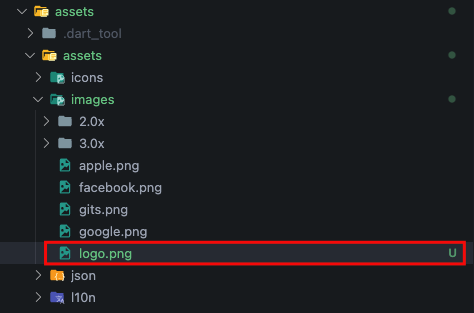 assets
.dart_tool
assets
icons
images
2.0x
3.0x
apple.png
facebook.png
gits.png
google.png
logo.png U
json
l10n